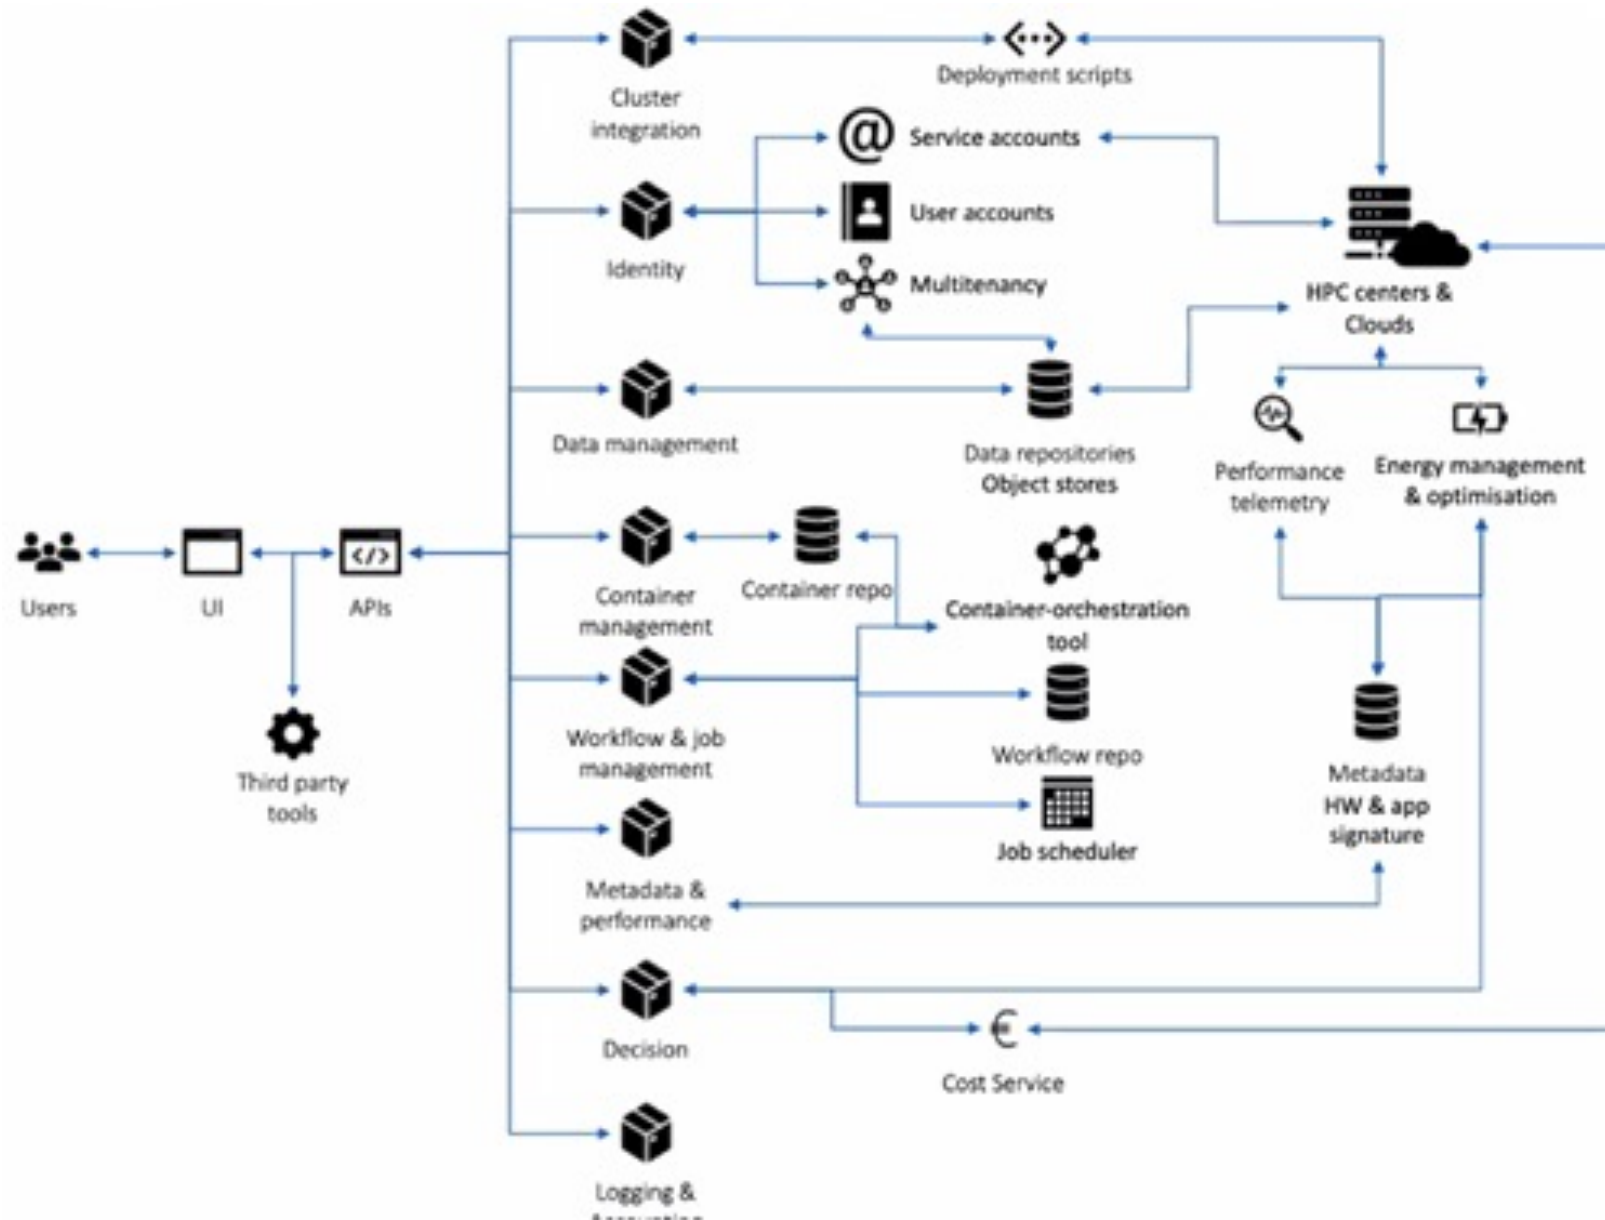 Deployment scripts
Cluster
integration
@
Service accounts
User accounts
Identity
Multitenancy
HPC centers &
Clouds
Data management
Data repositories
Object stores
Performance
telemetry
Energy management
& optimisation
Users
UI
</>
APIs
Container
management
Container repo
Container-orchestration
tool
Third party
tools
Workflow & job
management
Workflow repo
Metadata
HW & app
signature
Job scheduler
Metadata &
performance
Decision
€
Cost Service
Logging &